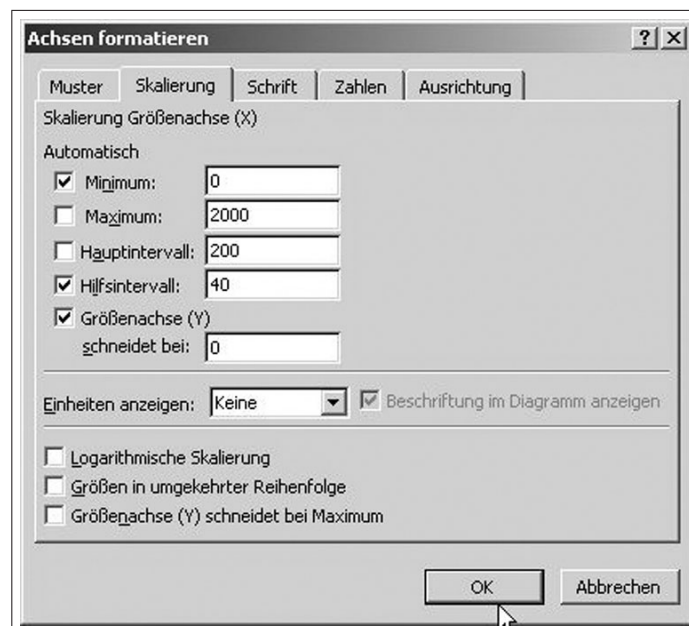 Achsen formatieren
Muster Skalierung Schrift Zahlen Ausrichtung
Skalierung Größenachse (X)
Automatisch
Minimum: 0
Maximum: 2000
Hauptintervall: 200
Hilfsintervall: 40
Größenachse (Y)
schneidet bei: 0
Einheiten anzeigen: Keine Beschriftung im Diagramm anzeigen
Logarithmische Skalierung
Größen in umgekehrter Reihenfolge
Größenachse (Y) schneidet bei Maximum
OK Abbrechen